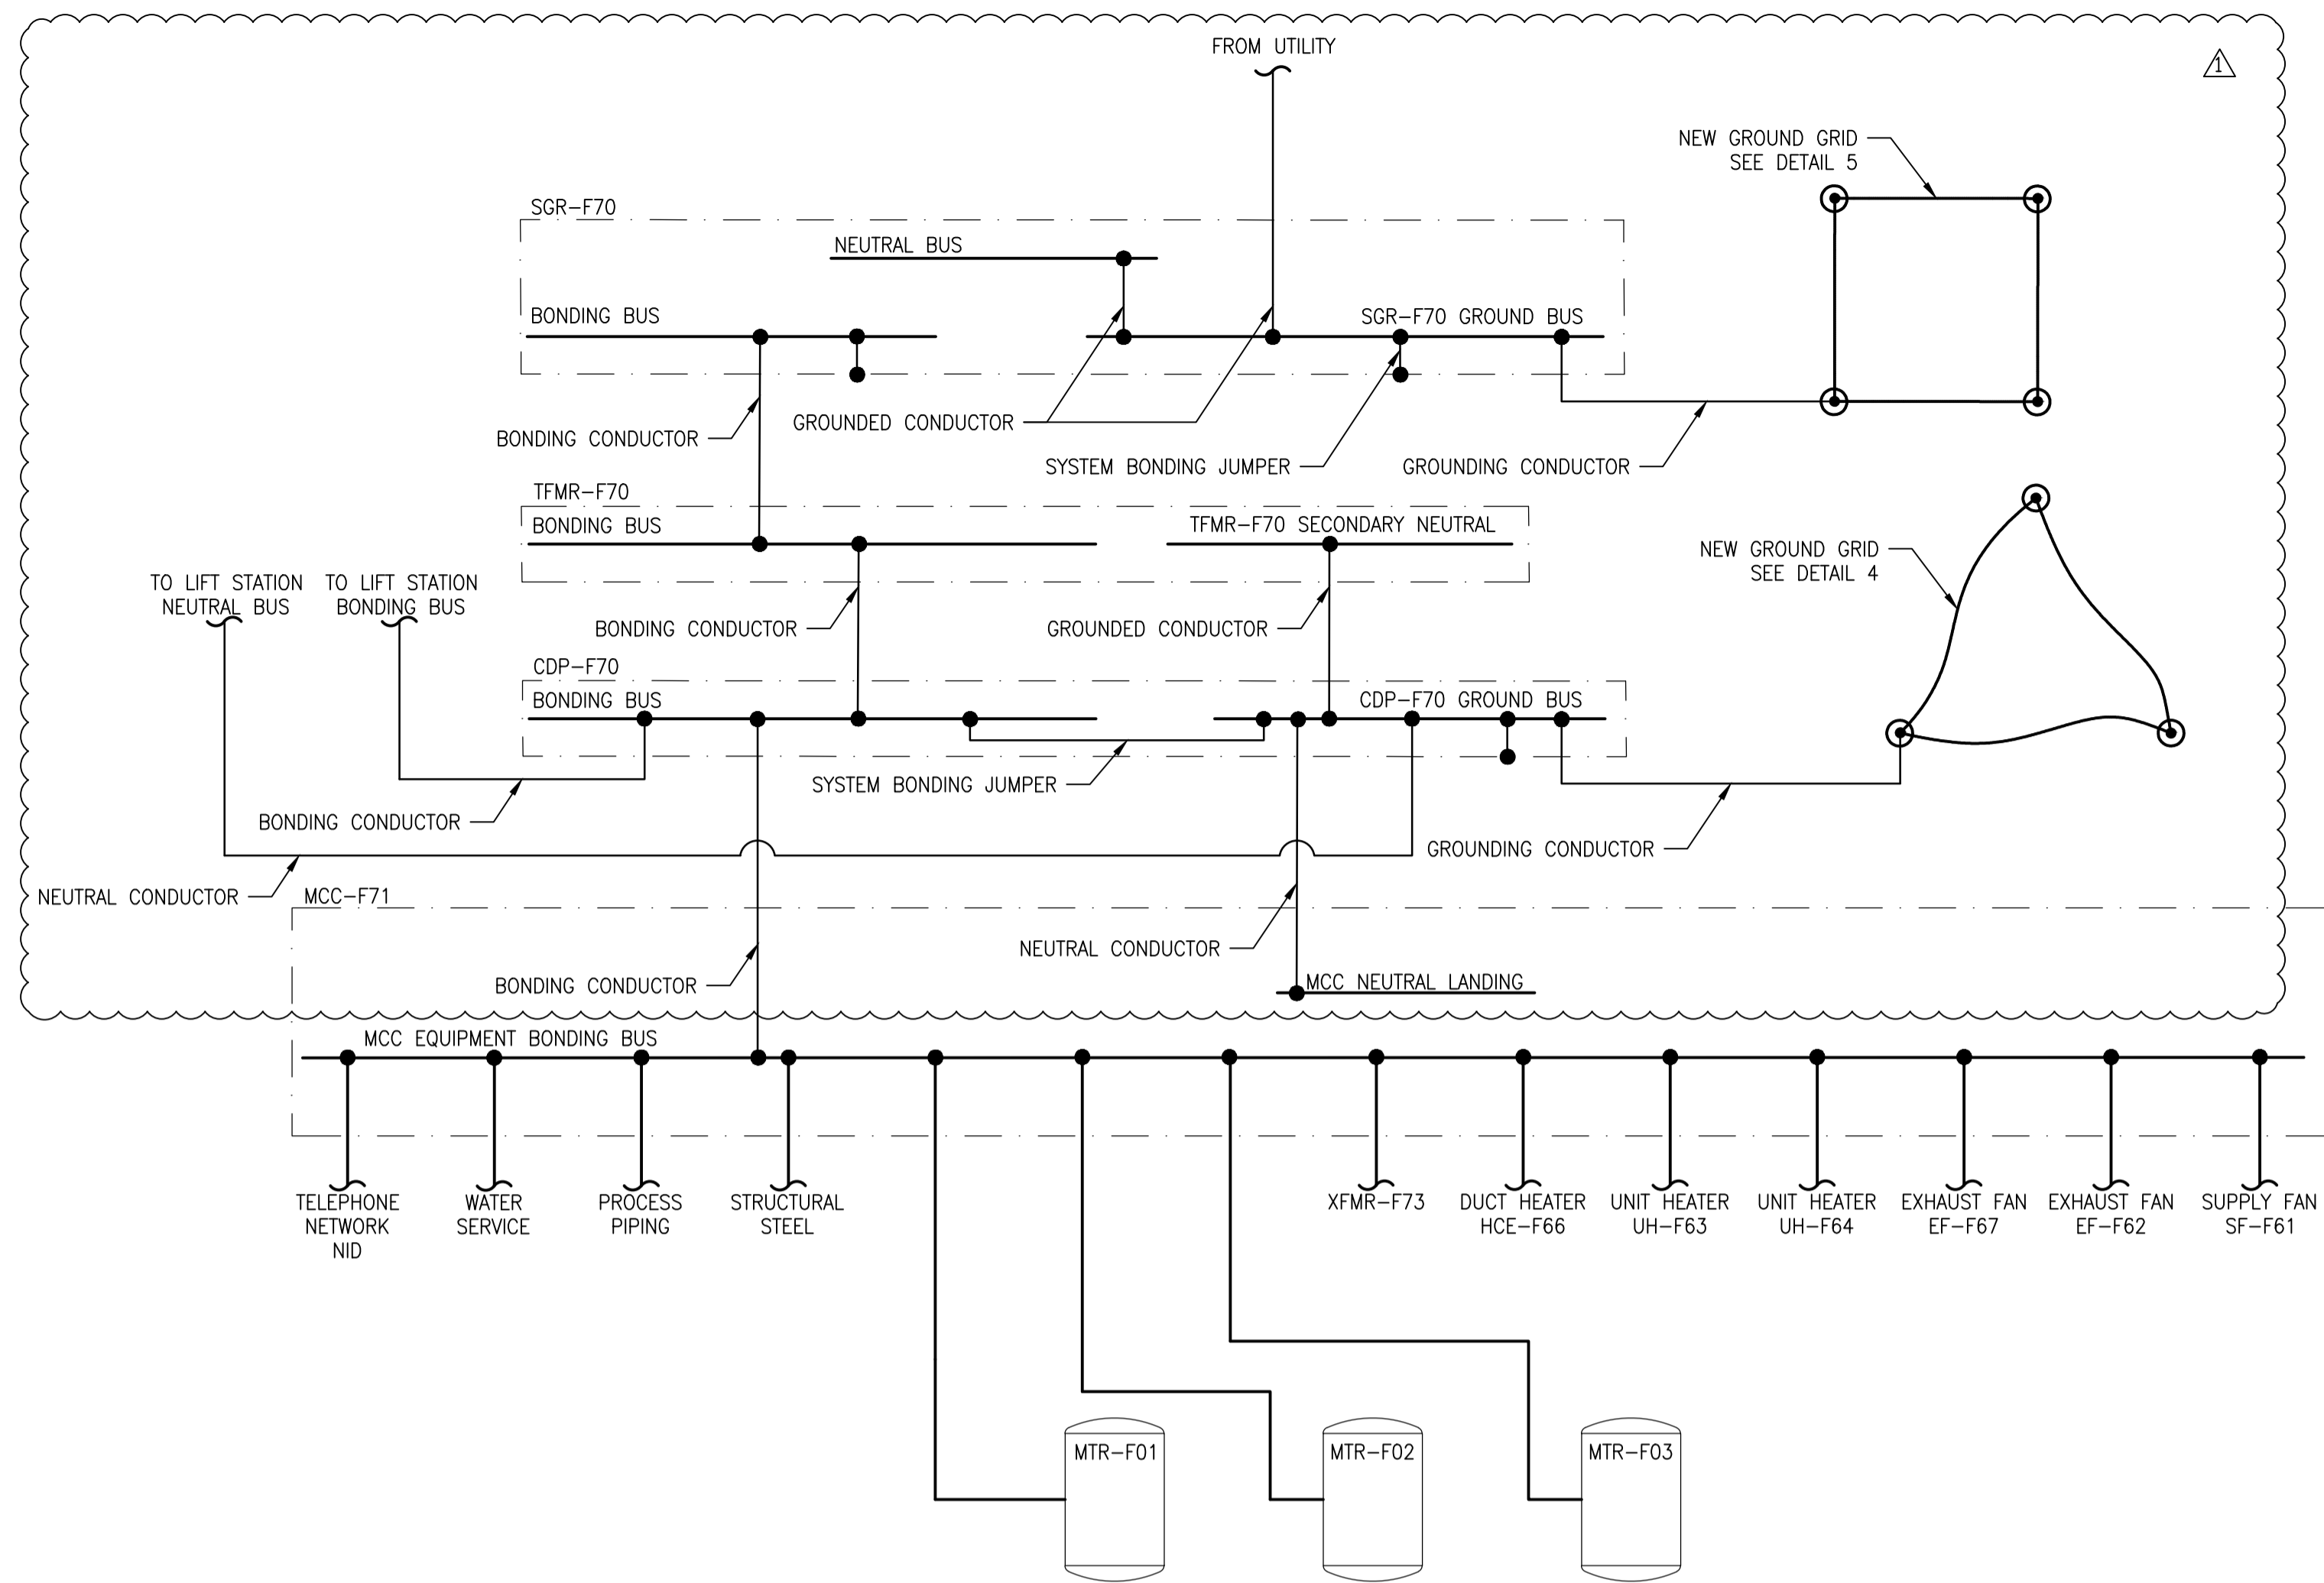 FROM UTILITY
1
NEW GROUND GRID
SEE DETAIL 5
SGR-F70
NEUTRAL BUS
BONDING BUS
SGR-F70 GROUND BUS
GROUNDED CONDUCTOR
BONDING CONDUCTOR
SYSTEM BONDING JUMPER
GROUNDING CONDUCTOR
TFMR-F70
BONDING BUS
TFMR-F70 SECONDARY NEUTRAL
NEW GROUND GRID
SEE DETAIL 4
TO LIFT STATION
NEUTRAL BUS
TO LIFT STATION
BONDING BUS
BONDING CONDUCTOR
GROUNDED CONDUCTOR
CDP-F70
BONDING BUS
CDP-F70 GROUND BUS
SYSTEM BONDING JUMPER
BONDING CONDUCTOR
GROUNDING CONDUCTOR
NEUTRAL CONDUCTOR
MCC-F71
NEUTRAL CONDUCTOR
BONDING CONDUCTOR
MCC NEUTRAL LANDING
MCC EQUIPMENT BONDING BUS
TELEPHONE
NETWORK
NID
WATER
SERVICE
PROCESS
PIPING
STRUCTURAL
STEEL
XFMR-F73
DUCT HEATER
HCE-F66
UNIT HEATER
UH-F63
UNIT HEATER
UH-F64
EXHAUST FAN
EF-F67
EXHAUST FAN
EF-F62
SUPPLY FAN
SF-F61
MTR-F01
MTR-F02
MTR-F03